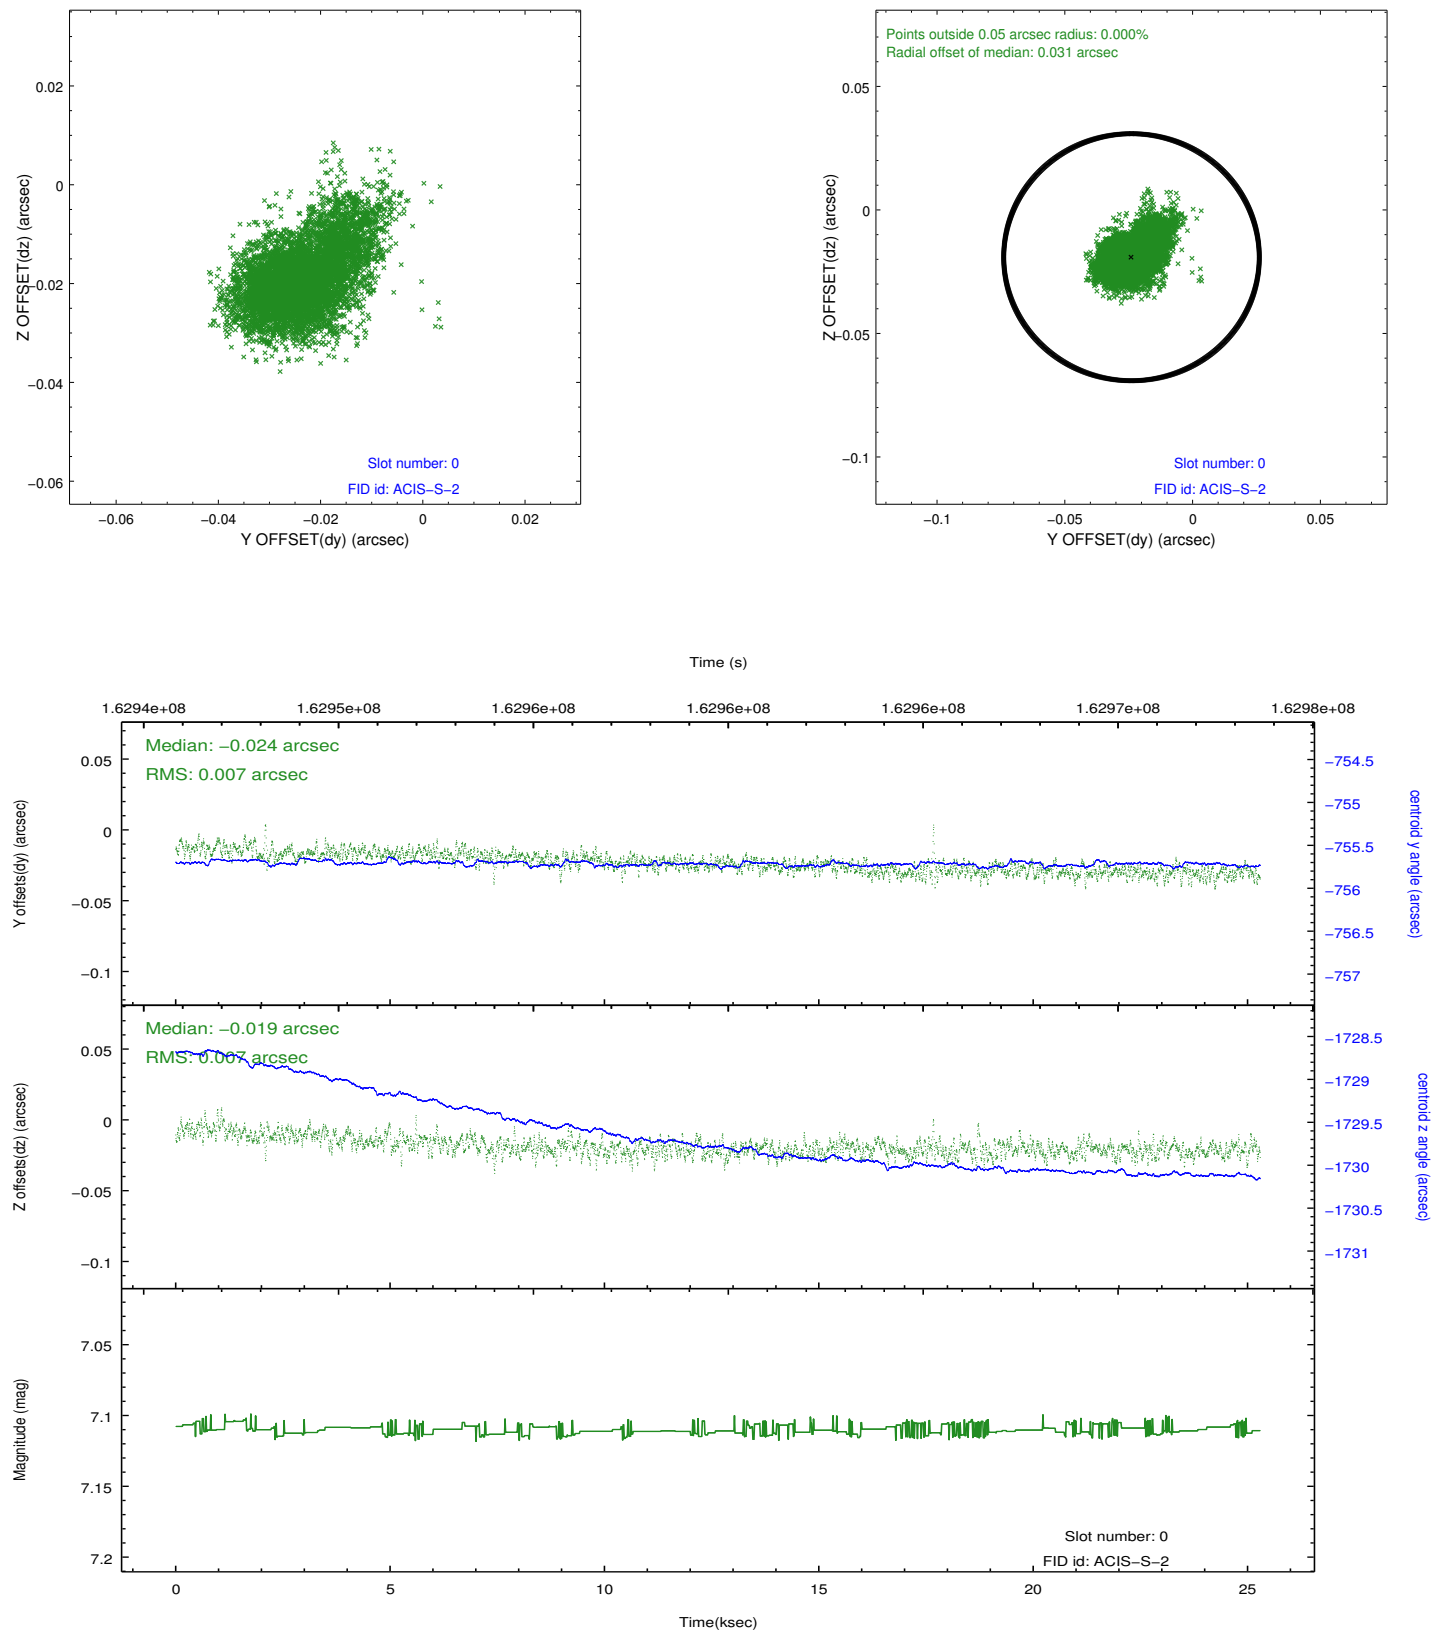 Z OFFSET(dz) (arcsec)
0.02
0
−0.02
−0.04
−0.06
Slot number: 0
FID id: ACIS−S−2
−0.06 −0.04 −0.02 0 0.02
Y OFFSET(dy) (arcsec)
Points outside 0.05 arcsec radius: 0.000%
Radial offset of median: 0.031 arcsec
Z OFFSET(dz) (arcsec)
0.05
0
−0.05
−0.1
Slot number: 0
FID id: ACIS−S−2
−0.1 −0.05 0 0.05
Y OFFSET(dy) (arcsec)
Time (s)
1.6294e+08 1.6295e+08 1.6296e+08 1.6296e+08 1.6296e+08 1.6297e+08 1.6298e+08
Median: −0.024 arcsec
RMS: 0.007 arcsec
Y offsets(dy) (arcsec)
0.05
0
−0.05
−0.1
−754.5
−755
−755.5
−756
−756.5
−757
centroid y angle (arcsec)
Median: −0.019 arcsec
RMS: 0.007 arcsec
Z offsets(dz) (arcsec)
0.05
0
−0.05
−0.1
−1728.5
−1729
−1729.5
−1730
−1730.5
−1731
centroid z angle (arcsec)
Magnitude (mag)
7.05
7.1
7.15
7.2
Slot number: 0
FID id: ACIS−S−2
0 5 10 15 20 25
Time(ksec)